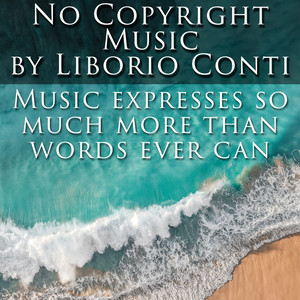 No Copyright
Music
by Liborio Conti
Music expresses so
much more than
words ever can